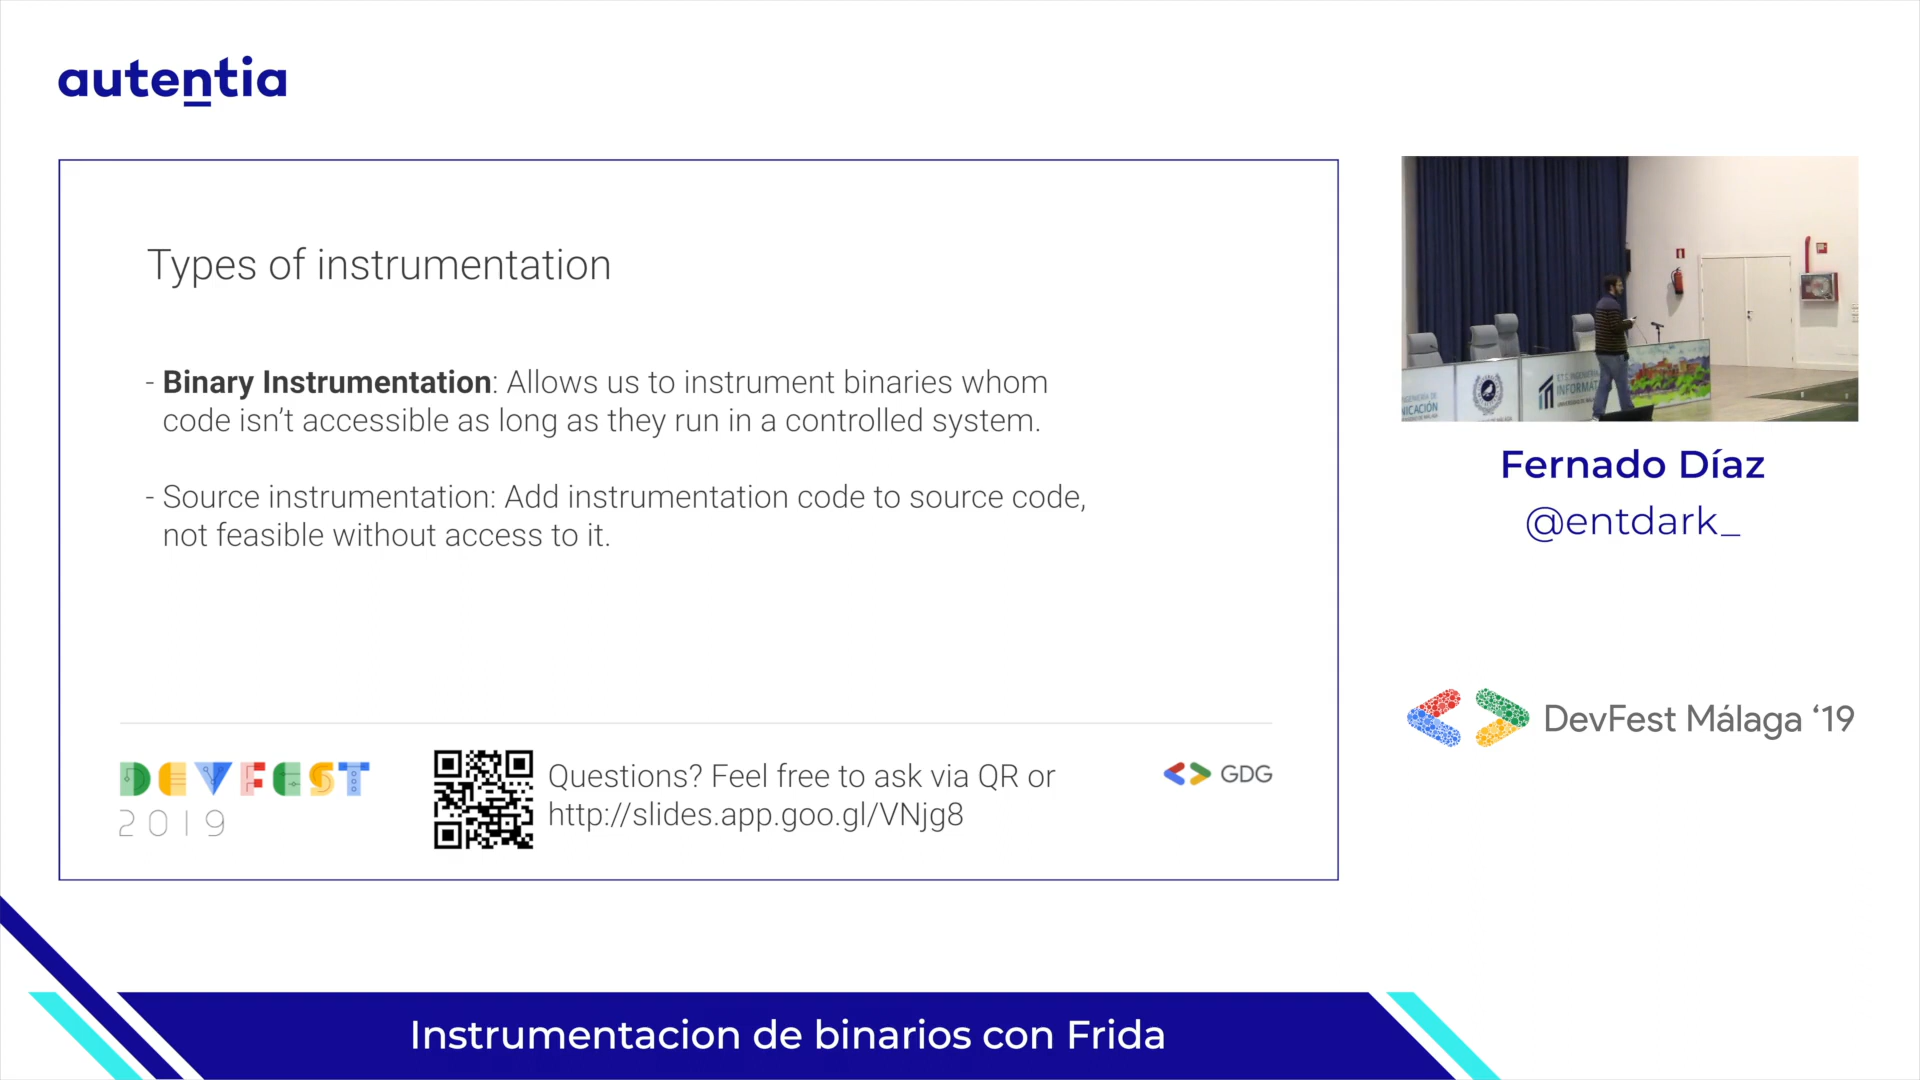 autentia
Types of instrumentation
- Binary Instrumentation: Allows us to instrument binaries whom
code isn’t accessible as long as they run in a controlled system.
- Source instrumentation: Add instrumentation code to source code,
not feasible without access to it.
DEVFEST
2019
Questions? Feel free to ask via QR or
http://slides.app.goo.gl/VNjg8
GDG
Fernado Díaz
@entdark_
DevFest Málaga ‘19
Instrumentacion de binarios con Frida